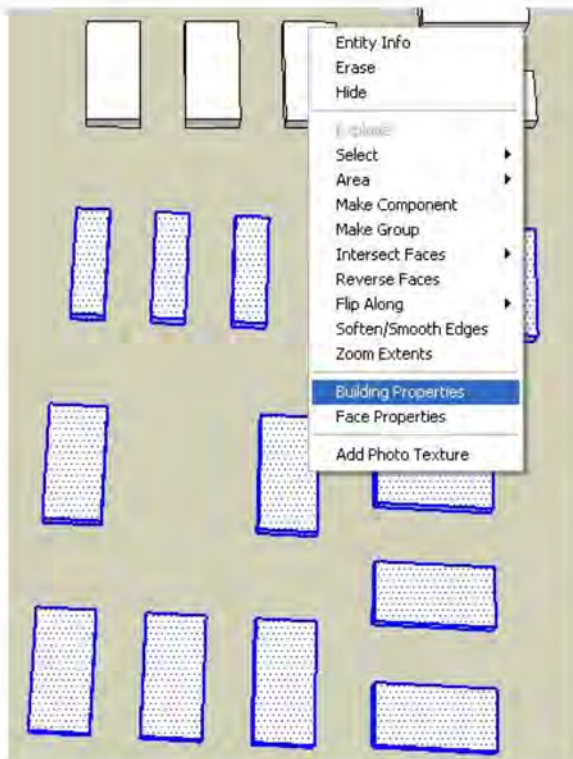 Entity Info
Erase
Hide
Explode
Select
Area
Make Component
Make Group
Intersect Faces
Reverse Faces
Flip Along
Soften/Smooth Edges
Zoom Extents
Building Properties
Face Properties
Add Photo Texture